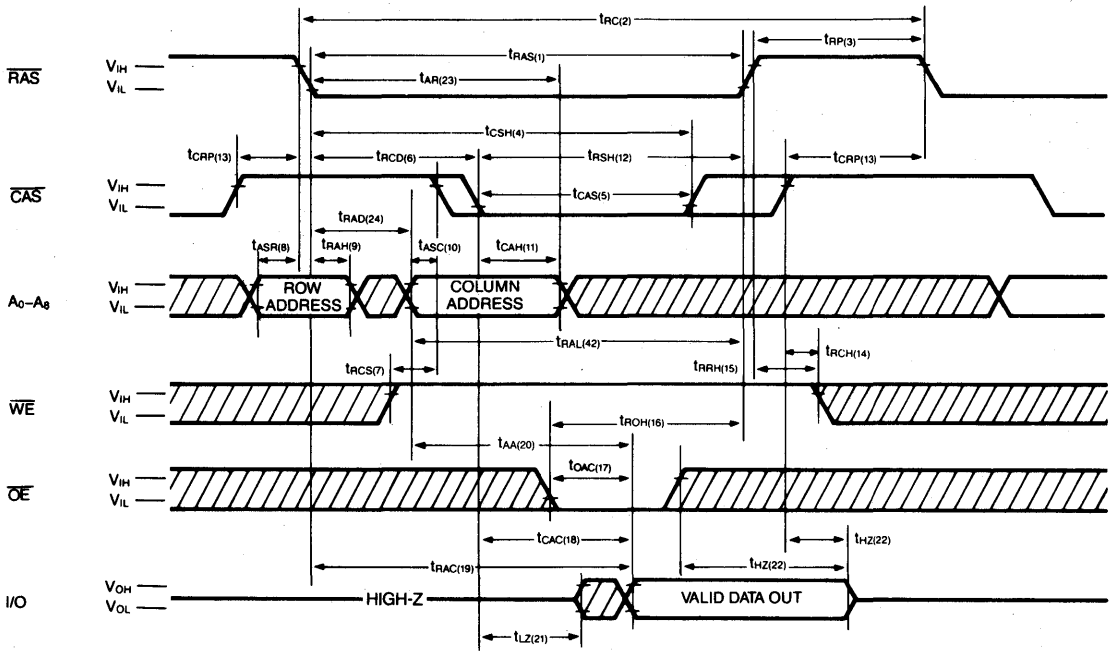 tRC(2)
tRAS(1)
tRP(3)
RAS
VIH
VIL
tAR(23)
tCSH(4)
tCRP(13)
tRCD(6)
tRSH(12)
tCRP(13)
CAS
VIH
VIL
tCAS(5)
tRAD(24)
tASR(8)
tRAH(9)
tASC(10)
tCAH(11)
A0–A8
VIH
VIL
ROW
ADDRESS
COLUMN
ADDRESS
tRAL(42)
tRCH(14)
tRCS(7)
tRRH(15)
WE
VIH
VIL
tROH(16)
tAA(20)
tOAC(17)
OE
VIH
VIL
tCAC(18)
tHZ(22)
tRAC(19)
tHZ(22)
I/O
VOH
VOL
HIGH-Z
VALID DATA OUT
tLZ(21)